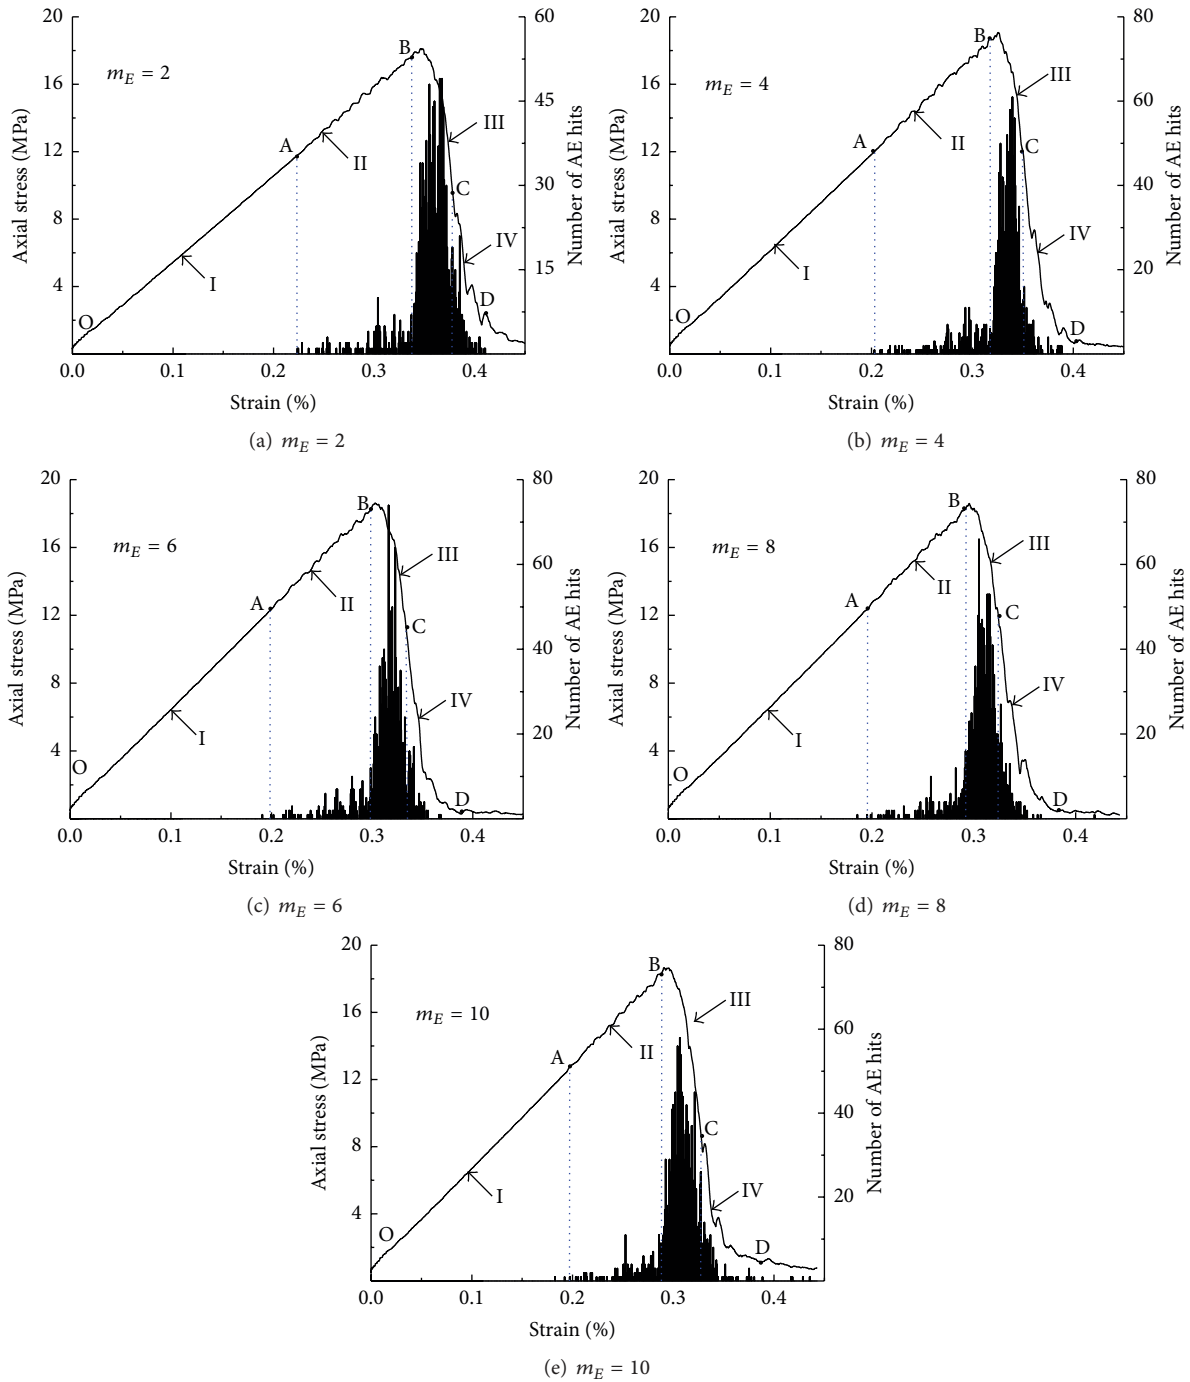 20
16
12
8
4
Axial stress (MPa)
60
45
30
15
Number of AE hits
m_E = 2
O
A
B
C
D
I
II
III
IV
0.0 0.1 0.2 0.3 0.4
Strain (%)
(a) m_E = 2
20
16
12
8
4
Axial stress (MPa)
80
60
40
20
Number of AE hits
m_E = 4
O
A
B
C
D
I
II
III
IV
0.0 0.1 0.2 0.3 0.4
Strain (%)
(b) m_E = 4
20
16
12
8
4
Axial stress (MPa)
80
60
40
20
Number of AE hits
m_E = 6
O
A
B
C
D
I
II
III
IV
0.0 0.1 0.2 0.3 0.4
Strain (%)
(c) m_E = 6
20
16
12
8
4
Axial stress (MPa)
80
60
40
20
Number of AE hits
m_E = 8
O
A
B
C
D
I
II
III
IV
0.0 0.1 0.2 0.3 0.4
Strain (%)
(d) m_E = 8
20
16
12
8
4
Axial stress (MPa)
80
60
40
20
Number of AE hits
m_E = 10
O
A
B
C
D
I
II
III
IV
0.0 0.2 0.3 0.4
Strain (%)
(e) m_E = 10